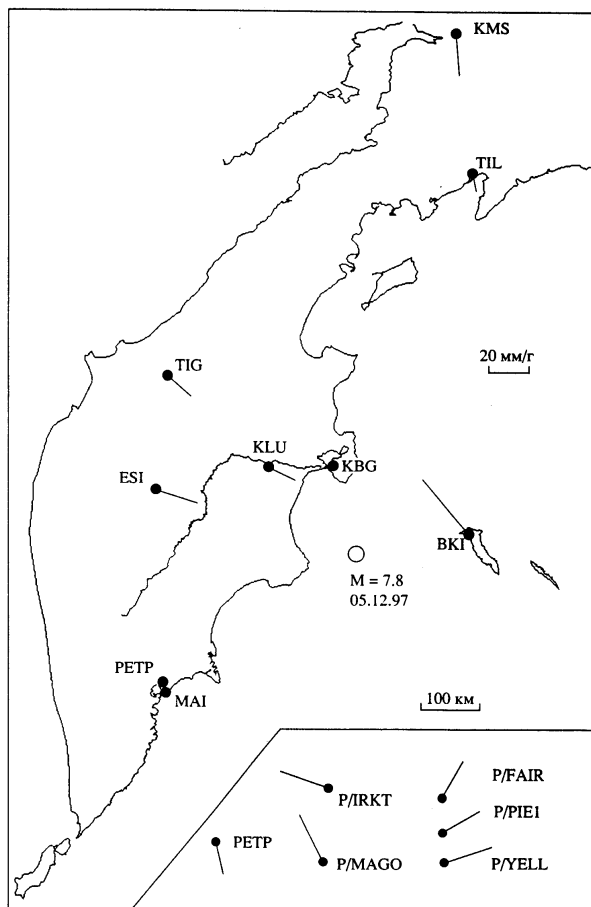 KMS
TIL
20 мм/г
TIG
KLU
KBG
ESI
BKI
M = 7.8
05.12.97
PETP
MAI
100 км
P/FAIR
P/IRKT
P/PIE1
PETP
P/MAGO
P/YELL